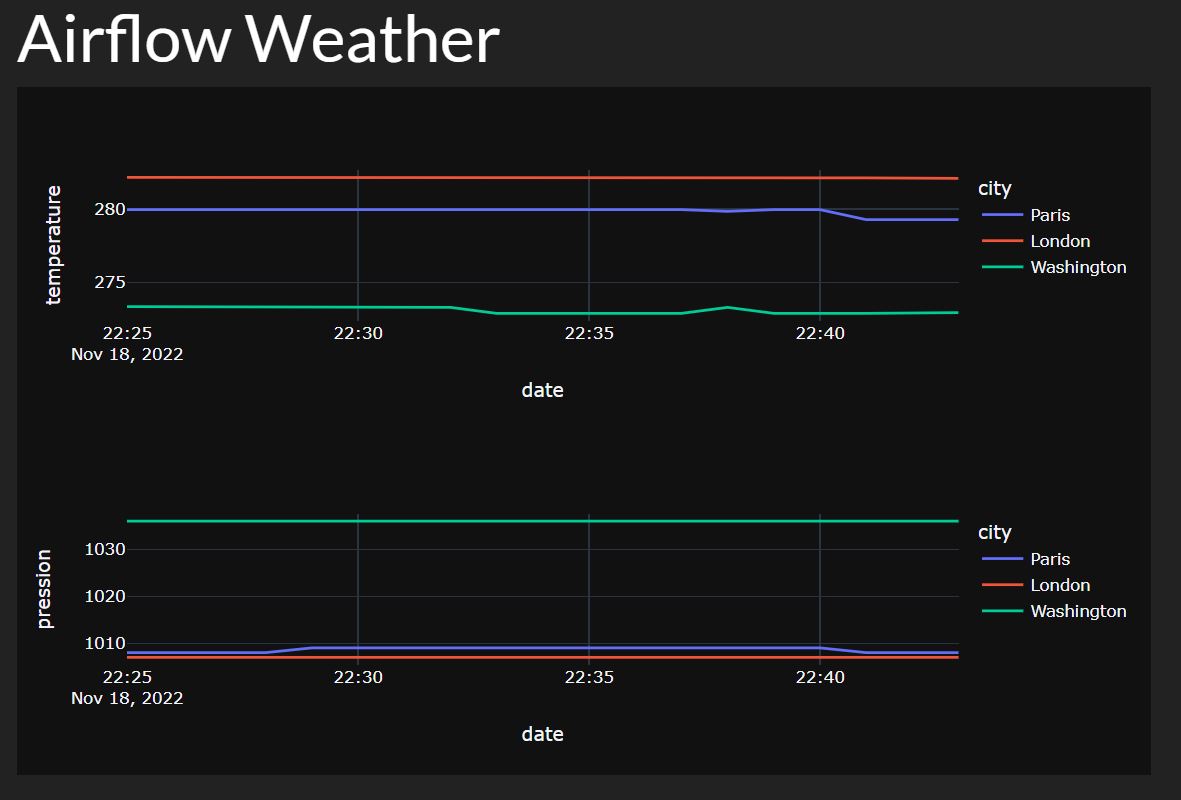 Airflow Weather
temperature
280
275
22:25
Nov 18, 2022
22:30
22:35
22:40
date
city
Paris
London
Washington
pression
1030
1020
1010
22:25
Nov 18, 2022
22:30
22:35
22:40
date
city
Paris
London
Washington